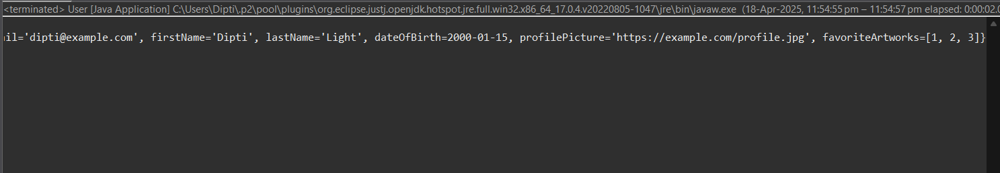 <terminated> User [Java Application] C:\Users\Dipti\.p2\pool\plugins\org.eclipse.justj.openjdk.hotspot.jre.full.win32.x86_64_17.0.4.v20220805-1047\jre\bin\javaw.exe (18-Apr-2025, 11:54:55 pm – 11:54:57 pm elapsed: 0:00:02.0
ail='dipti@example.com', firstName='Dipti', lastName='Light', dateOfBirth=2000-01-15, profilePicture='https://example.com/profile.jpg', favoriteArtworks=[1, 2, 3]}